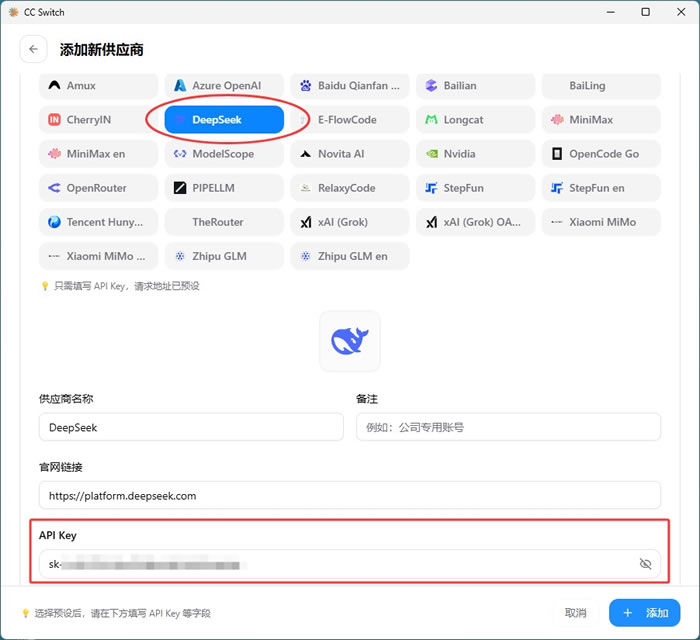 CC Switch
添加新供应商
Amux
Azure OpenAI
Baidu Qianfan ...
Bailian
BaiLing
CherryIN
DeepSeek
E-FlowCode
Longcat
MiniMax
MiniMax en
ModelScope
Novita AI
Nvidia
OpenCode Go
OpenRouter
PIPELLM
RelaxyCode
StepFun
StepFun en
Tencent Huny...
TheRouter
xAI (Grok)
xAI (Grok) OA...
Xiaomi MiMo
Xiaomi MiMo ...
Zhipu GLM
Zhipu GLM en
只需填写 API Key，请求地址已预设
供应商名称
备注
DeepSeek
例如：公司专用账号
官网链接
https://platform.deepseek.com
API Key
sk-
选择预设后，请在下方填写 API Key 等字段
取消
添加